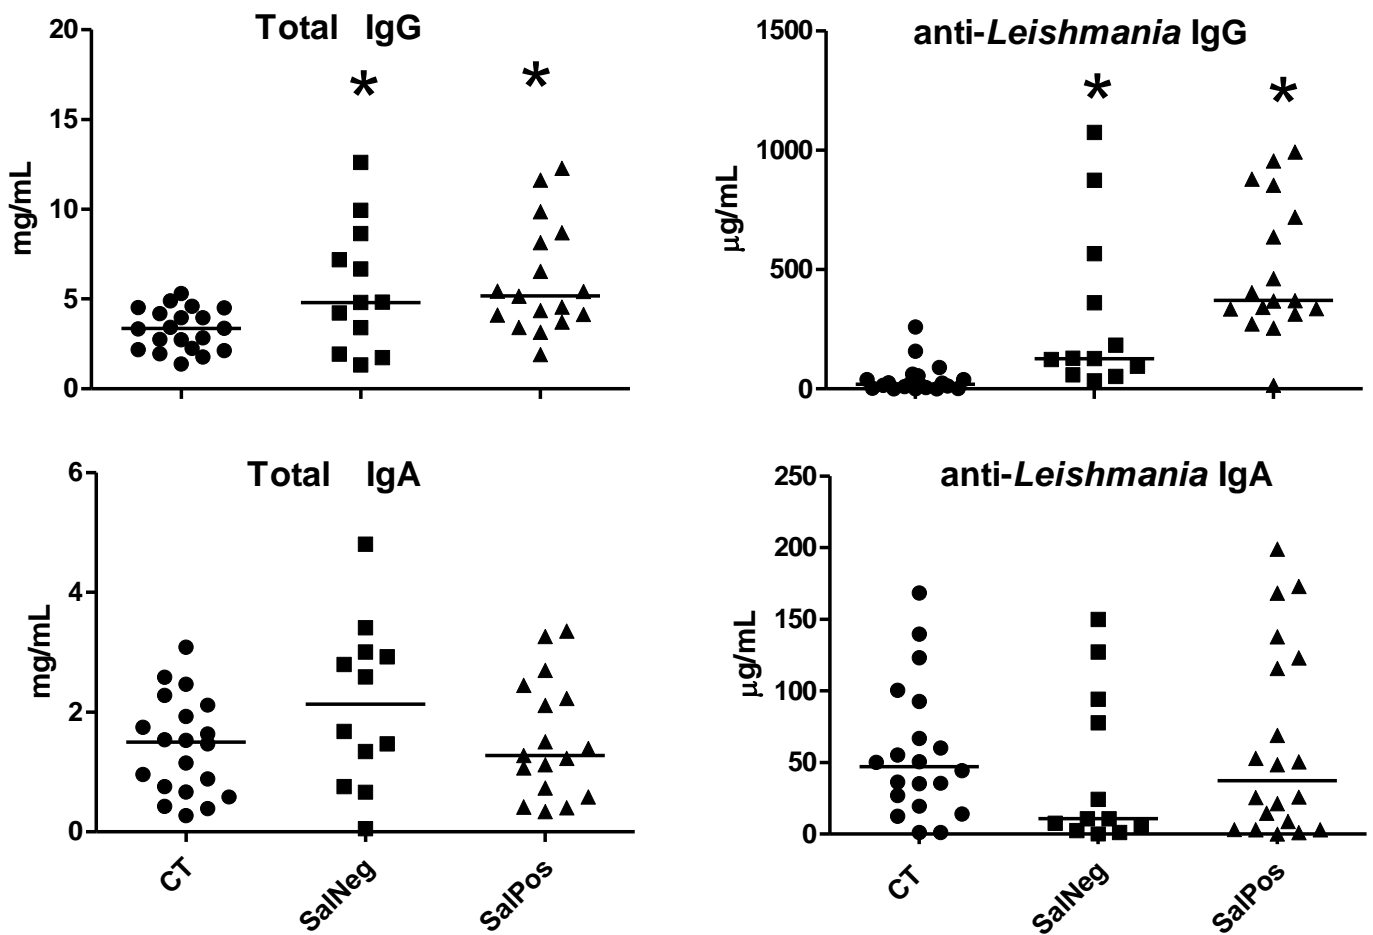 Total IgG
20
15
10
5
0
mg/mL
*
*
anti-Leishmania IgG
1500
1000
500
0
µg/mL
*
*
Total IgA
6
4
2
0
mg/mL
CT
SalNeg
SalPos
anti-Leishmania IgA
250
200
150
100
50
0
µg/mL
CT
SalNeg
SalPos